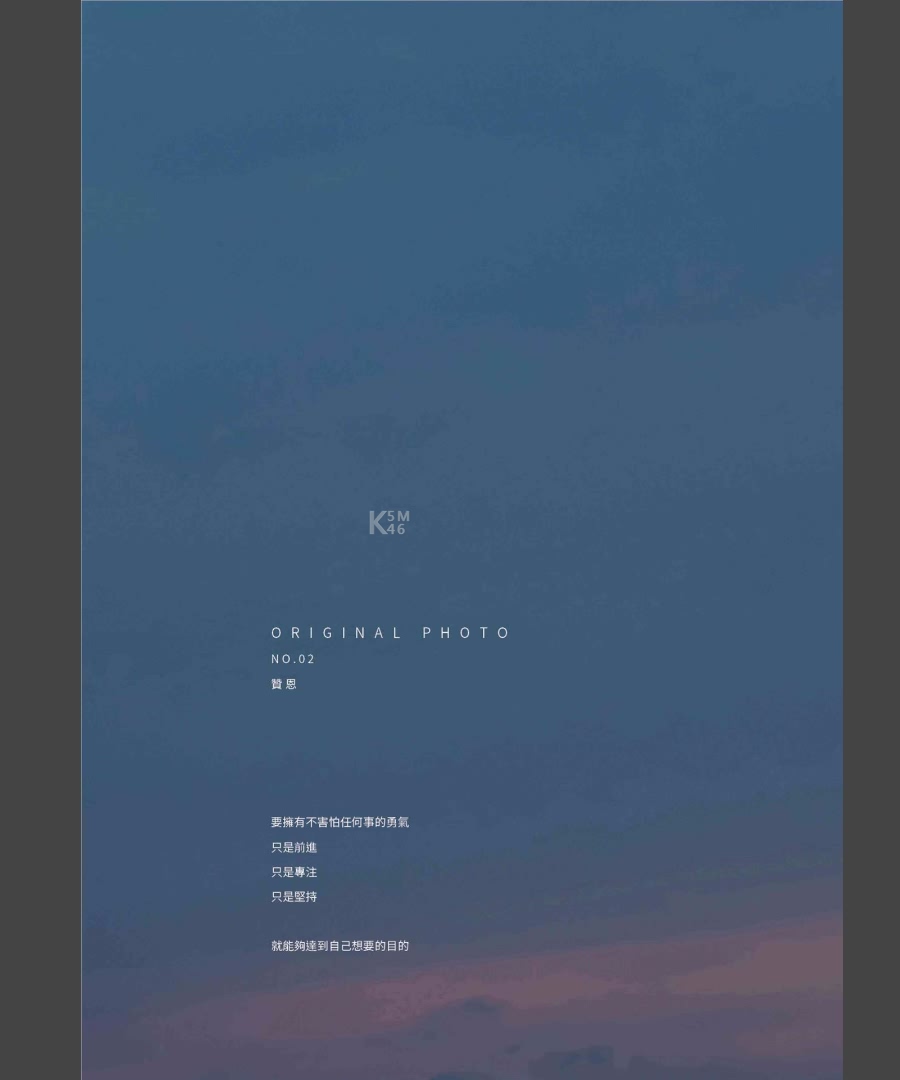 K5M46
ORIGINAL PHOTO
NO.02
贊恩
要擁有不害怕任何事的勇氣
只是前進
只是專注
只是堅持
就能夠達到自己想要的目的